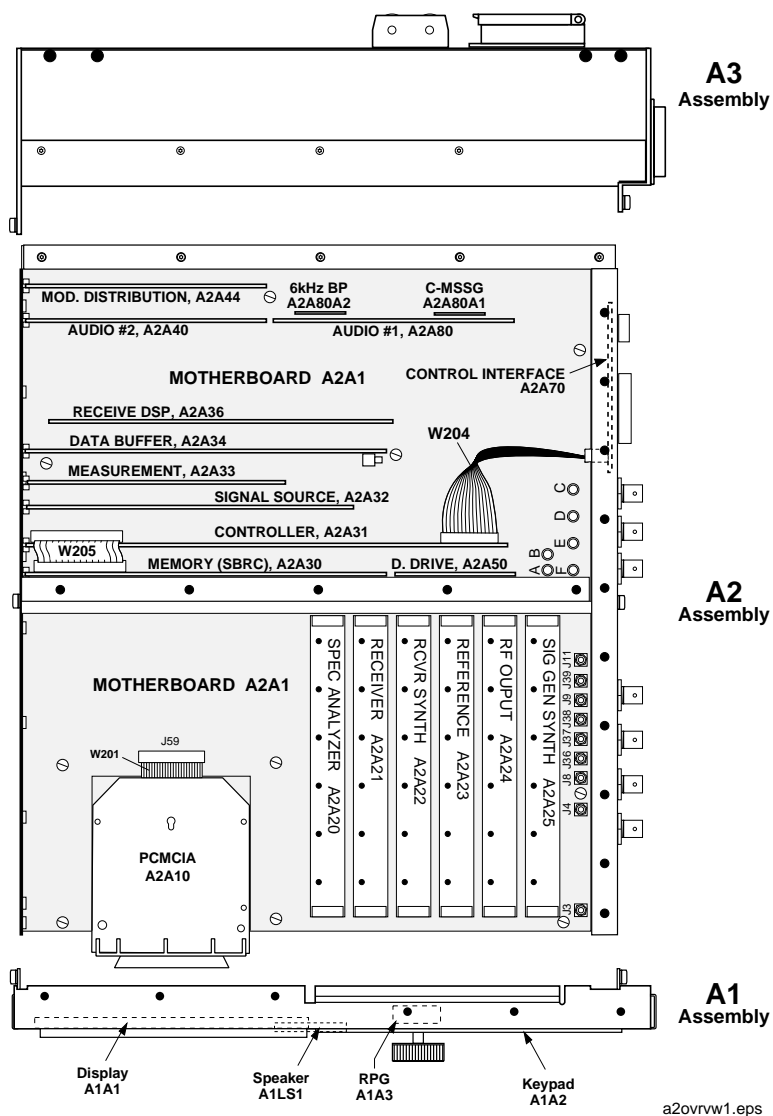 A3
Assembly
6kHz BP
A2A80A2
C-MSSG
A2A80A1
MOD. DISTRIBUTION, A2A44
AUDIO #2, A2A40
AUDIO #1, A2A80
MOTHERBOARD A2A1
CONTROL INTERFACE
A2A70
RECEIVE DSP, A2A36
DATA BUFFER, A2A34
W204
MEASUREMENT, A2A33
SIGNAL SOURCE, A2A32
CONTROLLER, A2A31
W205
MEMORY (SBRC), A2A30
D. DRIVE, A2A50
C
D
E
B
A
F
A2
Assembly
MOTHERBOARD A2A1
SPEC ANALYZER A2A20
RECEIVER A2A21
RCVR SYNTH A2A22
REFERENCE A2A23
RF OUPUT A2A24
SIG GEN SYNTH A2A25
J11
J39
J9
J38
J37
J36
J8
J4
J3
J59
W201
PCMCIA
A2A10
A1
Assembly
Display
A1A1
Speaker
A1LS1
RPG
A1A3
Keypad
A1A2
a2ovrvw1.eps